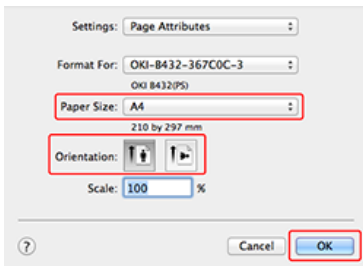 Settings: Page Attributes
Format For: OKI-B432-367C0C-3
OKI B432(PS)
Paper Size: A4
210 by 297 mm
Orientation:
Scale: 100 %
? Cancel OK